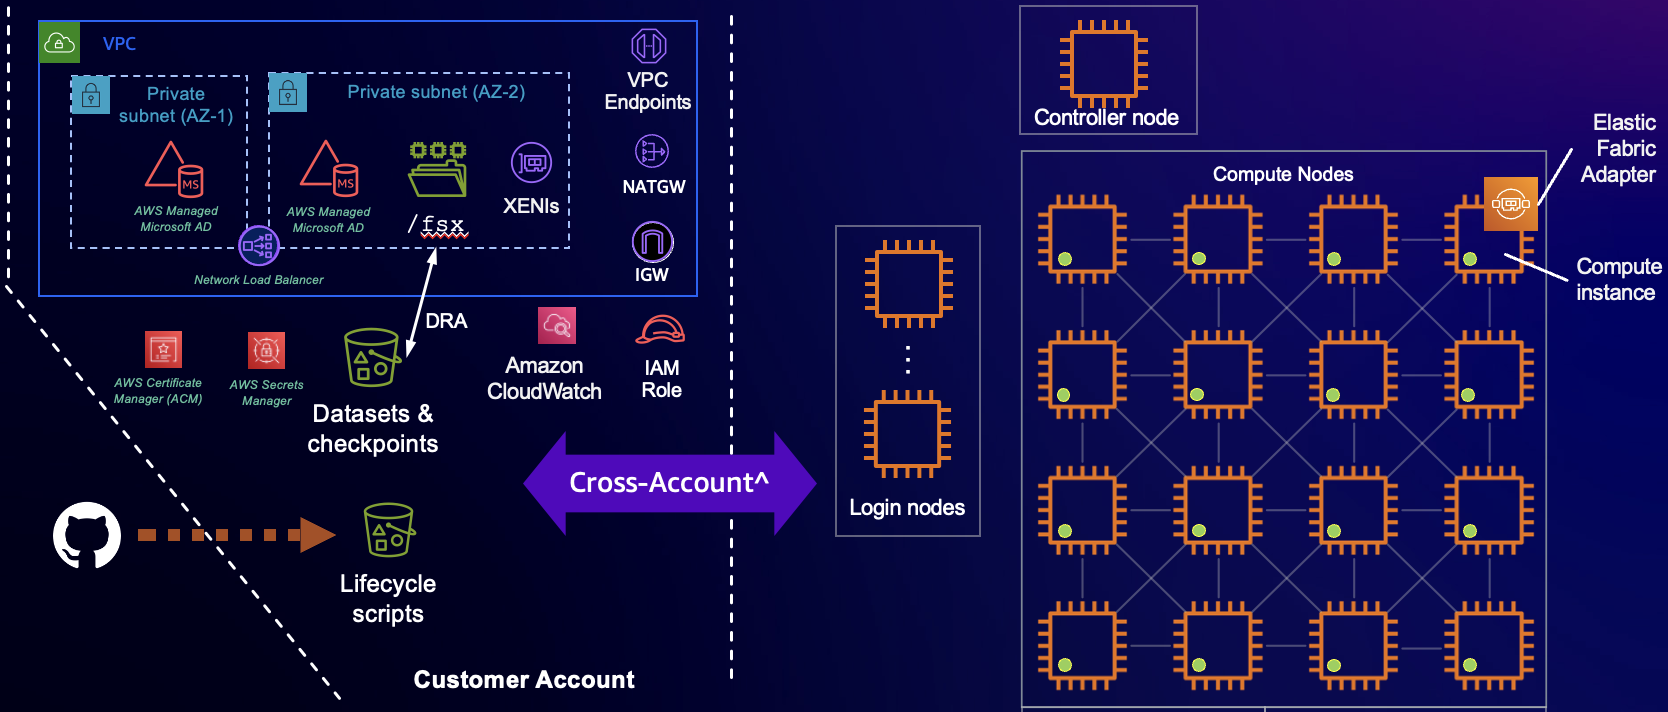 VPC
Private
subnet (AZ-1)
Private subnet (AZ-2)
MS
AWS Managed
Microsoft AD
MS
AWS Managed
Microsoft AD
/fsx
XENIs
Network Load Balancer
VPC
Endpoints
NATGW
IGW
DRA
AWS Certificate
Manager (ACM)
AWS Secrets
Manager
Datasets &
checkpoints
Amazon
CloudWatch
IAM
Role
Cross-Account^
Lifecycle
scripts
Customer Account
Login nodes
Controller node
Compute Nodes
Elastic
Fabric
Adapter
Compute
instance